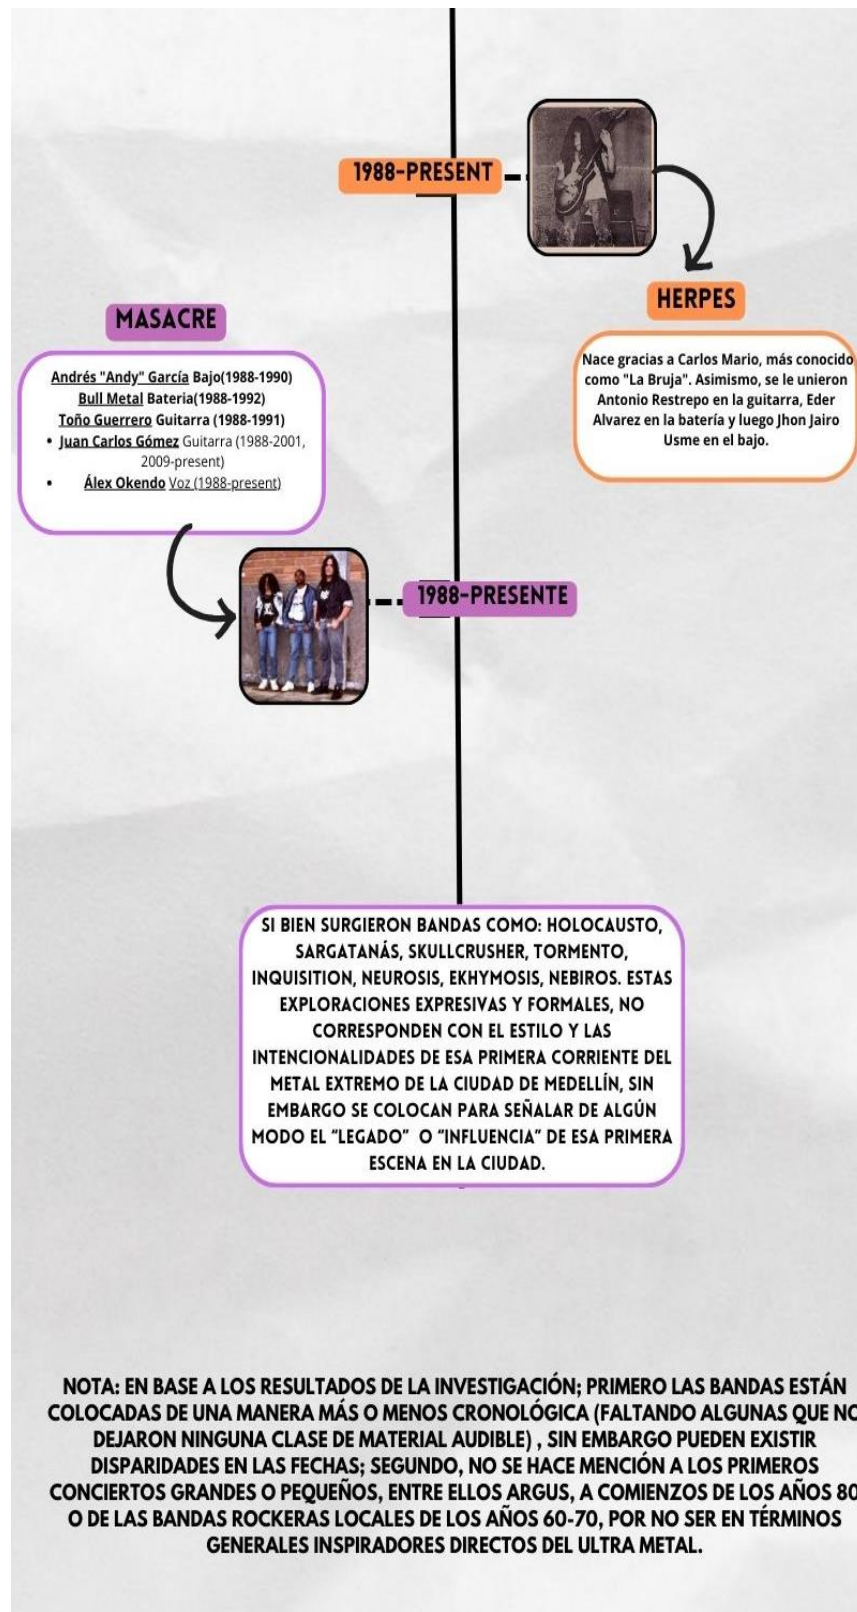 1988-PRESENT
HERPES
Nace gracias a Carlos Mario, más conocido
como "La Bruja". Asimismo, se le unieron
Antonio Restrepo en la guitarra, Eder
Alvarez en la batería y luego Jhon Jairo
Usme en el bajo.
MASACRE
Andrés "Andy" García Bajo(1988-1990)
Bull Metal Bateria(1988-1992)
Toño Guerrero Guitarra (1988-1991)
• Juan Carlos Gómez Guitarra (1988-2001,
2009-present)
• Álex Okendo Voz (1988-present)
1988-PRESENTE
SI BIEN SURGIERON BANDAS COMO: HOLOCAUSTO,
SARGATANÁS, SKULLCRUSHER, TORMENTO,
INQUISITION, NEUROSIS, EKHYMOSIS, NEBIROS. ESTAS
EXPLORACIONES EXPRESIVAS Y FORMALES, NO
CORRESPONDEN CON EL ESTILO Y LAS
INTENCIONALIDADES DE ESA PRIMERA CORRIENTE DEL
METAL EXTREMO DE LA CIUDAD DE MEDELLÍN, SIN
EMBARGO SE COLOCAN PARA SEÑALAR DE ALGÚN
MODO EL "LEGADO" O "INFLUENCIA" DE ESA PRIMERA
ESCENA EN LA CIUDAD.
NOTA: EN BASE A LOS RESULTADOS DE LA INVESTIGACIÓN; PRIMERO LAS BANDAS ESTÁN
COLOCADAS DE UNA MANERA MÁS O MENOS CRONOLÓGICA (FALTANDO ALGUNAS QUE NO
DEJARON NINGUNA CLASE DE MATERIAL AUDIBLE) , SIN EMBARGO PUEDEN EXISTIR
DISPARIDADES EN LAS FECHAS; SEGUNDO, NO SE HACE MENCIÓN A LOS PRIMEROS
CONCIERTOS GRANDES O PEQUEÑOS, ENTRE ELLOS ARGUS, A COMIENZOS DE LOS AÑOS 80
O DE LAS BANDAS ROCKERAS LOCALES DE LOS AÑOS 60-70, POR NO SER EN TÉRMINOS
GENERALES INSPIRADORES DIRECTOS DEL ULTRA METAL.